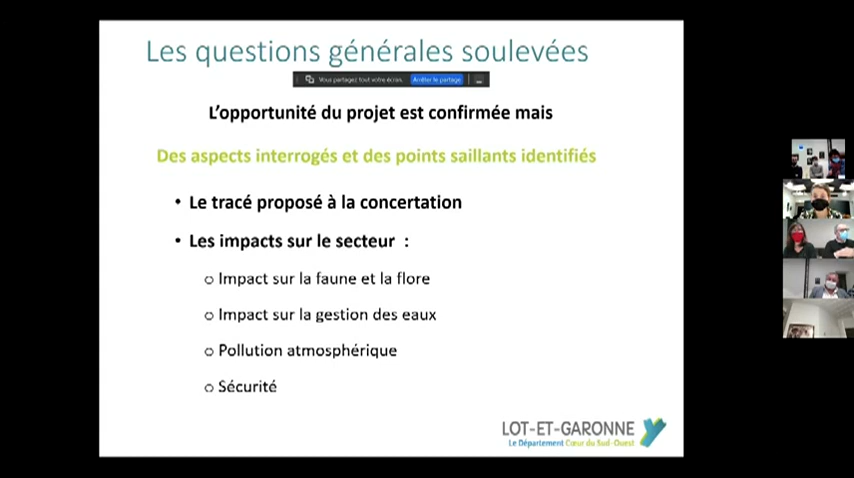 Les questions générales soulevées
Vous partagez tout votre écran. Arrêter le partage
L'opportunité du projet est confirmée mais
Des aspects interrogés et des points saillants identifiés
• Le tracé proposé à la concertation
• Les impacts sur le secteur :
o Impact sur la faune et la flore
o Impact sur la gestion des eaux
o Pollution atmosphérique
o Sécurité
LOT-ET-GARONNE
Le Département Cœur du Sud-Ouest